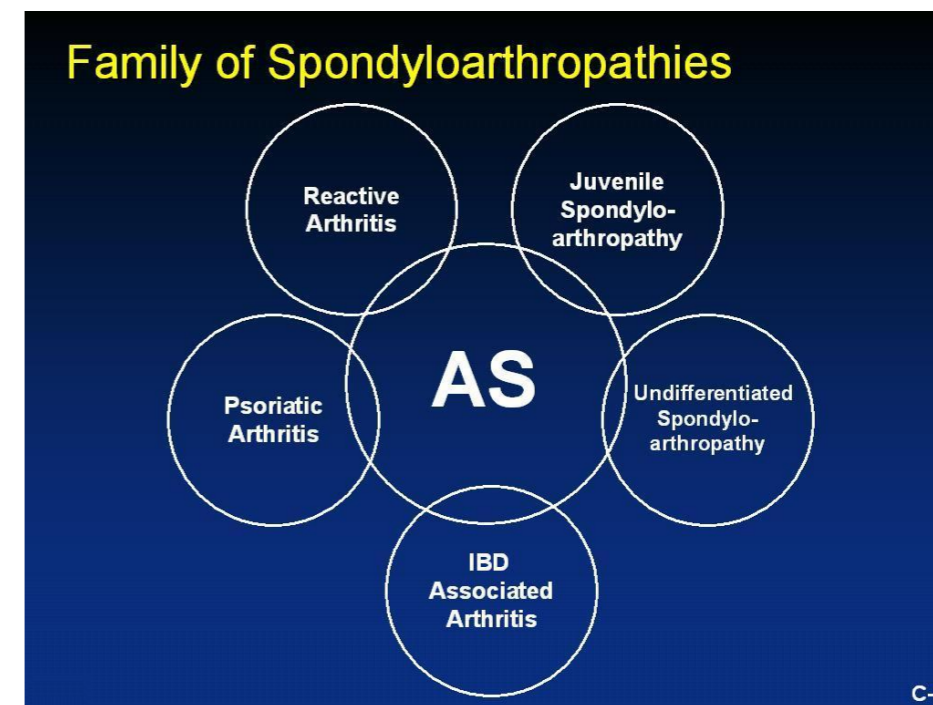 Family of Spondyloarthropathies
Reactive
Arthritis
Juvenile
Spondylo-
arthropathy
AS
Psoriatic
Arthritis
Undifferentiated
Spondylo-
arthropathy
IBD
Associated
Arthritis
C-